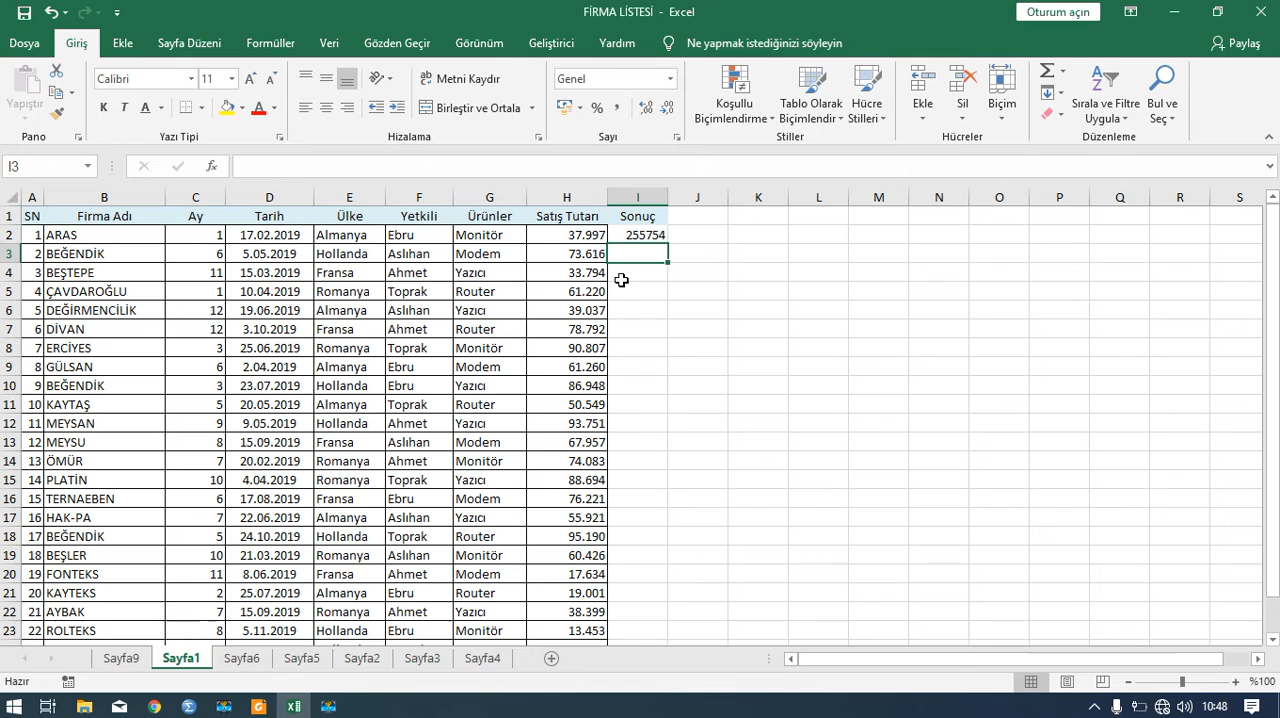 FİRMA LİSTESİ - Excel
Oturum açın
Dosya Giriş Ekle Sayfa Düzeni Formüller Veri Gözden Geçir Görünüm Geliştirici Yardım Ne yapmak istediğinizi söyleyin Paylaş
Yapıştır
Calibri 11
K T A
Metni Kaydır
Birleştir ve Ortala
Genel
Koşullu Biçimlendirme
Tablo Olarak Biçimlendir
Hücre Stilleri
Ekle Sil Biçim
Sırala ve Filtre Uygula
Bul ve Seç
Pano Yazı Tipi Hizalama Sayı Stiller Hücreler Düzenleme
I3 fx
A B C D E F G H I J K L M N O P Q R S
1 SN Firma Adı Ay Tarih Ülke Yetkili Ürünler Satış Tutarı Sonuç
2 1 ARAS 1 17.02.2019 Almanya Ebru Monitör 37.997 255754
3 2 BEĞENDİK 6 5.05.2019 Hollanda Aslıhan Modem 73.616
4 3 BEŞTEPE 11 15.03.2019 Fransa Ahmet Yazıcı 33.794
5 4 ÇAVDAROĞLU 1 10.04.2019 Romanya Toprak Router 61.220
6 5 DEĞİRMENCİLİK 12 19.06.2019 Almanya Aslıhan Yazıcı 39.037
7 6 DİVAN 12 3.10.2019 Fransa Ahmet Router 78.792
8 7 ERCİYES 3 25.06.2019 Romanya Toprak Monitör 90.807
9 8 GÜLSAN 6 2.04.2019 Almanya Ebru Modem 61.260
10 9 BEĞENDİK 3 23.07.2019 Hollanda Ebru Yazıcı 86.948
11 10 KAYTAŞ 5 20.05.2019 Almanya Toprak Router 50.549
12 11 MEYSAN 9 9.05.2019 Hollanda Ahmet Yazıcı 93.751
13 12 MEYSU 8 15.09.2019 Fransa Aslıhan Modem 67.957
14 13 ÖMÜR 7 20.02.2019 Romanya Ahmet Monitör 74.083
15 14 PLATİN 10 4.04.2019 Romanya Toprak Yazıcı 88.694
16 15 TERNAEBEN 6 17.08.2019 Fransa Ebru Modem 76.221
17 16 HAK-PA 7 22.06.2019 Almanya Aslıhan Yazıcı 55.921
18 17 BEĞENDİK 5 24.10.2019 Hollanda Toprak Router 95.190
19 18 BEŞLER 10 21.03.2019 Romanya Aslıhan Monitör 60.426
20 19 FONTEKS 11 8.06.2019 Fransa Ahmet Modem 17.634
21 20 KAYTEKS 2 25.07.2019 Almanya Ebru Router 19.001
22 21 AYBAK 7 15.09.2019 Romanya Ahmet Yazıcı 38.399
23 22 ROLTEKS 8 5.11.2019 Hollanda Ebru Monitör 13.453
Sayfa9 Sayfa1 Sayfa6 Sayfa5 Sayfa2 Sayfa3 Sayfa4
Hazır %100
10:48